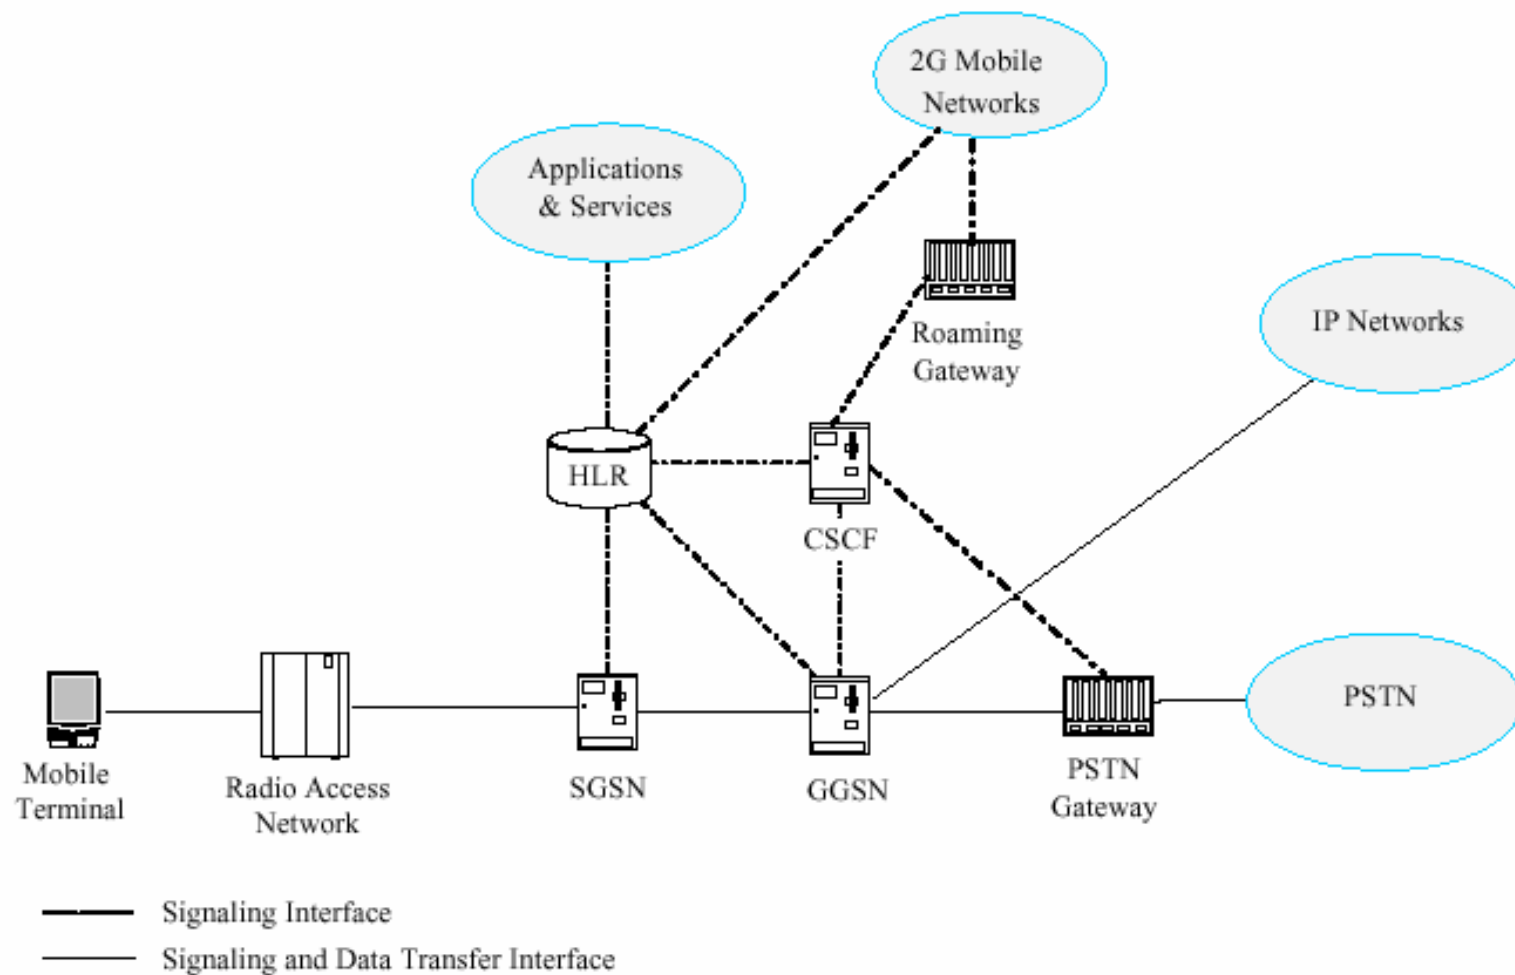 2G Mobile
Networks
Applications
& Services
IP Networks
Roaming
Gateway
HLR
CSCF
PSTN
Mobile
Terminal
Radio Access
Network
SGSN
GGSN
PSTN
Gateway
Signaling Interface
Signaling and Data Transfer Interface